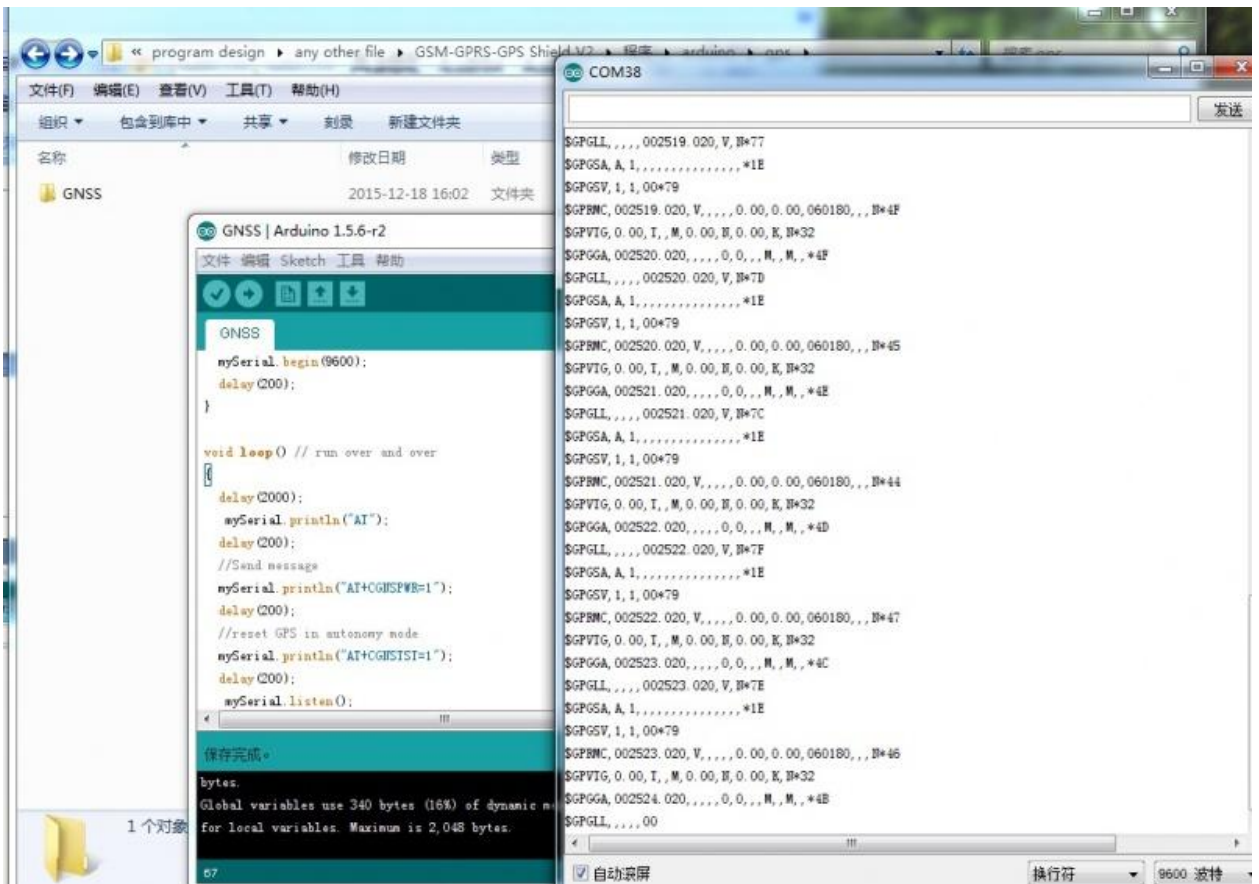 « program design ▸ any other file ▸ GSM-GPRS-GPS Shield V2 ▸ 程序 ▸ arduino ▸ gps ▸
搜索 gps
文件(F) 编辑(E) 查看(V) 工具(T) 帮助(H)
组织 包含到库中 共享 刻录 新建文件夹
名称 修改日期 类型
GNSS 2015-12-18 16:02 文件夹
1 个对象
GNSS | Arduino 1.5.6-r2
文件 编辑 Sketch 工具 帮助
GNSS
mySerial.begin(9600);
delay(200);
}
void loop() // run over and over
{
delay(2000);
mySerial.println("AT");
delay(200);
//Send message
mySerial.println("AT+CGNSPWR=1");
delay(200);
//reset GPS in autonomy mode
mySerial.println("AT+CGNSTST=1");
delay(200);
mySerial.listen();
保存完成。
bytes.
Global variables use 340 bytes (16%) of dynamic
for local variables. Maximum is 2,048 bytes.
67
COM38
发送
$GPGLL,,,,,002519.020,V,N*77
$GPGSA,A,1,,,,,,,,,,,,,,,*1E
$GPGSV,1,1,00*79
$GPRMC,002519.020,V,,,,,0.00,0.00,060180,,,N*4F
$GPVTG,0.00,T,,M,0.00,N,0.00,K,N*32
$GPGGA,002520.020,,,,,0,0,,,M,,M,,*4F
$GPGLL,,,,,002520.020,V,N*7D
$GPGSA,A,1,,,,,,,,,,,,,,,*1E
$GPGSV,1,1,00*79
$GPRMC,002520.020,V,,,,,0.00,0.00,060180,,,N*45
$GPVTG,0.00,T,,M,0.00,N,0.00,K,N*32
$GPGGA,002521.020,,,,,0,0,,,M,,M,,*4E
$GPGLL,,,,,002521.020,V,N*7C
$GPGSA,A,1,,,,,,,,,,,,,,,*1E
$GPGSV,1,1,00*79
$GPRMC,002521.020,V,,,,,0.00,0.00,060180,,,N*44
$GPVTG,0.00,T,,M,0.00,N,0.00,K,N*32
$GPGGA,002522.020,,,,,0,0,,,M,,M,,*4D
$GPGLL,,,,,002522.020,V,N*7F
$GPGSA,A,1,,,,,,,,,,,,,,,*1E
$GPGSV,1,1,00*79
$GPRMC,002522.020,V,,,,,0.00,0.00,060180,,,N*47
$GPVTG,0.00,T,,M,0.00,N,0.00,K,N*32
$GPGGA,002523.020,,,,,0,0,,,M,,M,,*4C
$GPGLL,,,,,002523.020,V,N*7E
$GPGSA,A,1,,,,,,,,,,,,,,,*1E
$GPGSV,1,1,00*79
$GPRMC,002523.020,V,,,,,0.00,0.00,060180,,,N*46
$GPVTG,0.00,T,,M,0.00,N,0.00,K,N*32
$GPGGA,002524.020,,,,,0,0,,,M,,M,,*4B
$GPGLL,,,,,00
自动滚屏 换行符 9600 波特